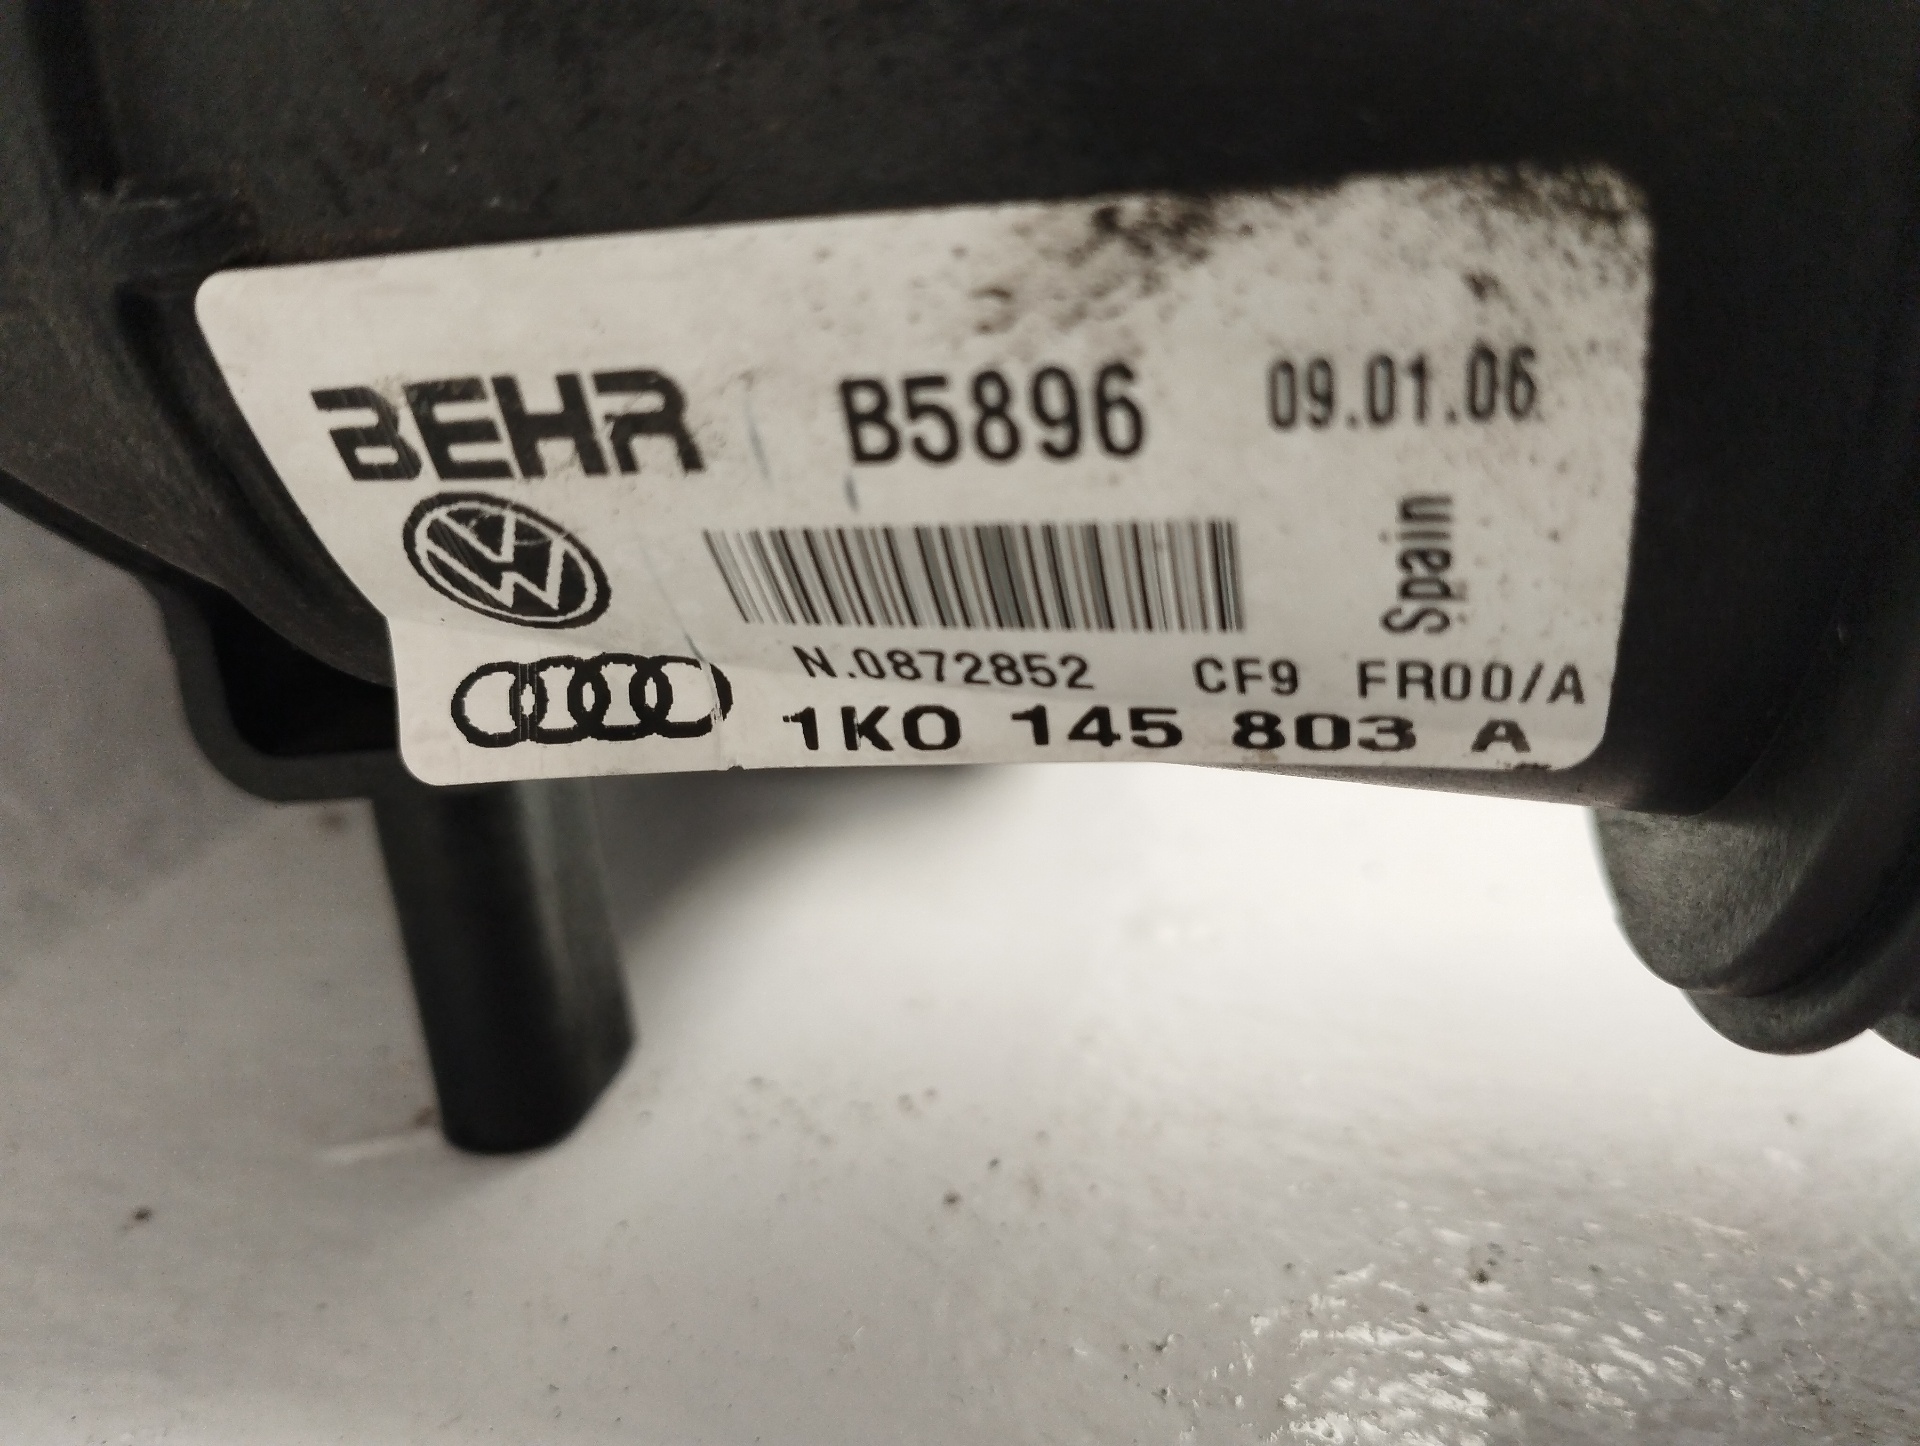 BEHR B5896 09.01.06
Spain
N.0872852 CF9 FR00/A
1K0 145 803 A